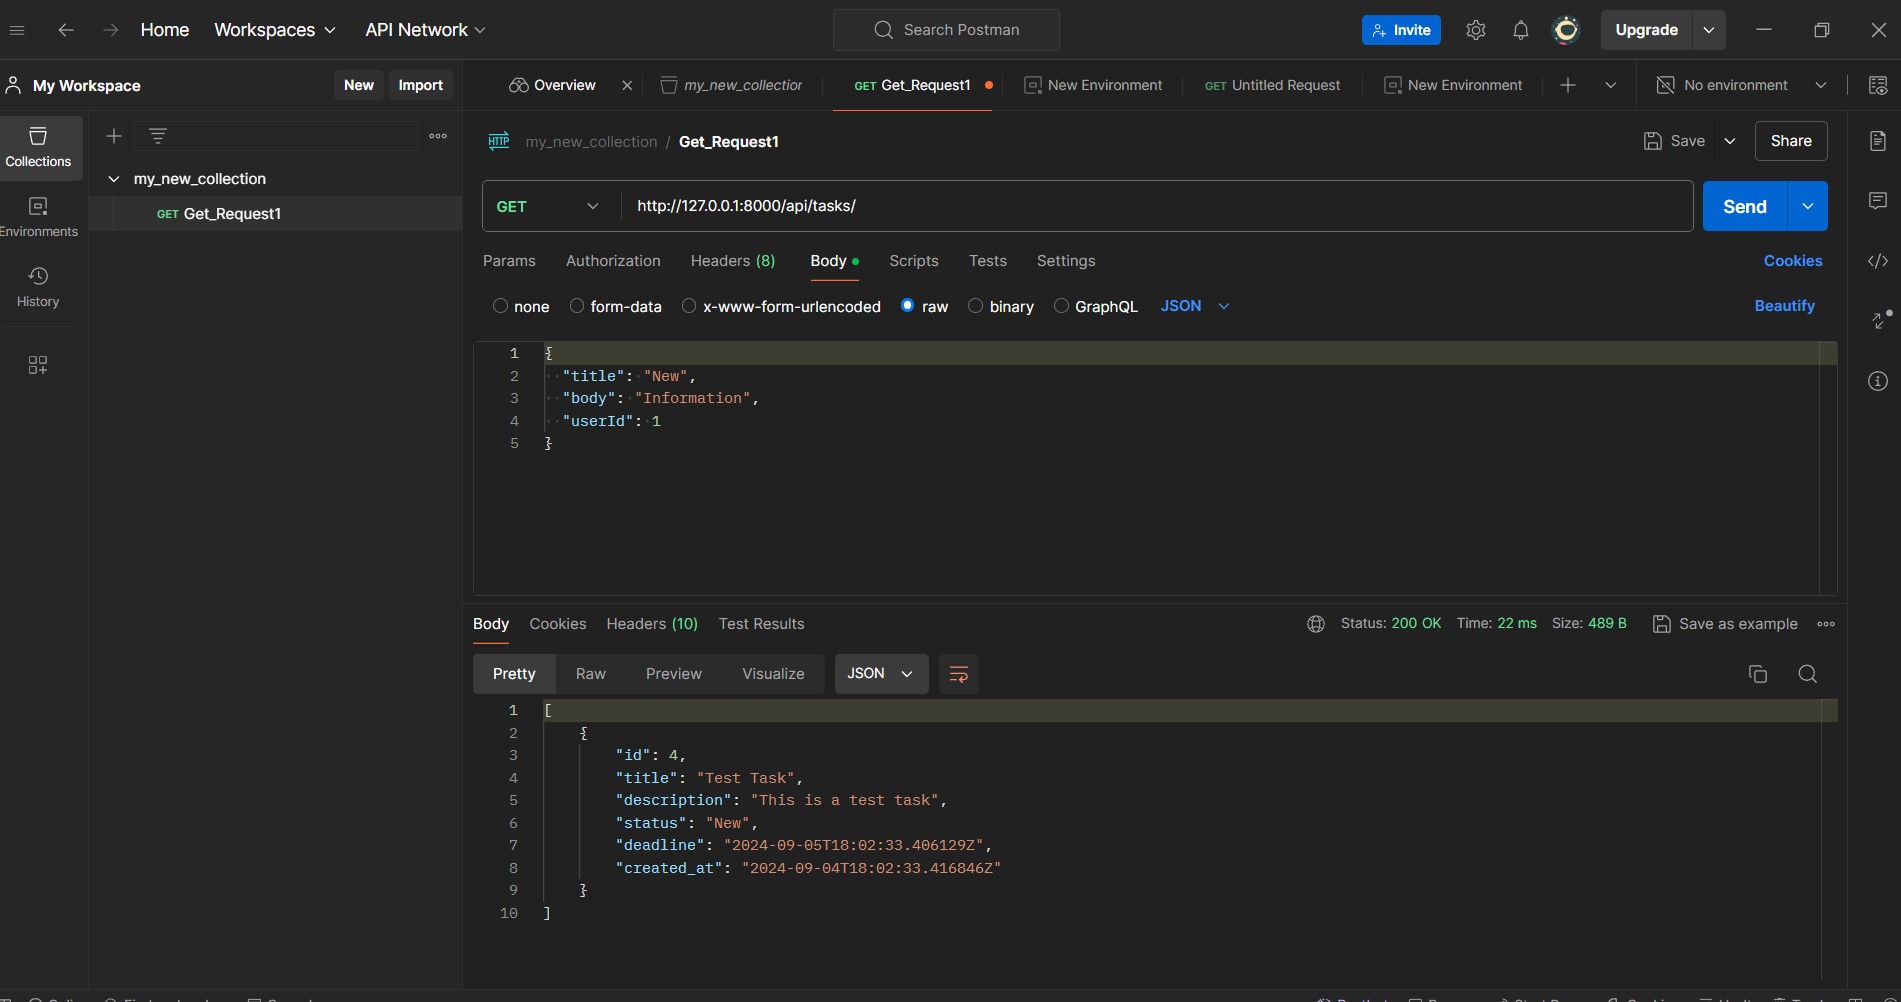 Home Workspaces API Network Search Postman Invite Upgrade
My Workspace New Import Overview my_new_collection GET Get_Request1 New Environment GET Untitled Request New Environment No environment
Collections
Environments
History
my_new_collection
GET Get_Request1
HTTP my_new_collection / Get_Request1 Save Share
GET http://127.0.0.1:8000/api/tasks/ Send
Params Authorization Headers (8) Body Scripts Tests Settings Cookies
none form-data x-www-form-urlencoded raw binary GraphQL JSON Beautify
1 {
2 "title": "New",
3 "body": "Information",
4 "userId": 1
5 }
Body Cookies Headers (10) Test Results Status: 200 OK Time: 22 ms Size: 489 B Save as example
Pretty Raw Preview Visualize JSON
1 [
2 {
3 "id": 4,
4 "title": "Test Task",
5 "description": "This is a test task",
6 "status": "New",
7 "deadline": "2024-09-05T18:02:33.406129Z",
8 "created_at": "2024-09-04T18:02:33.416846Z"
9 }
10 ]